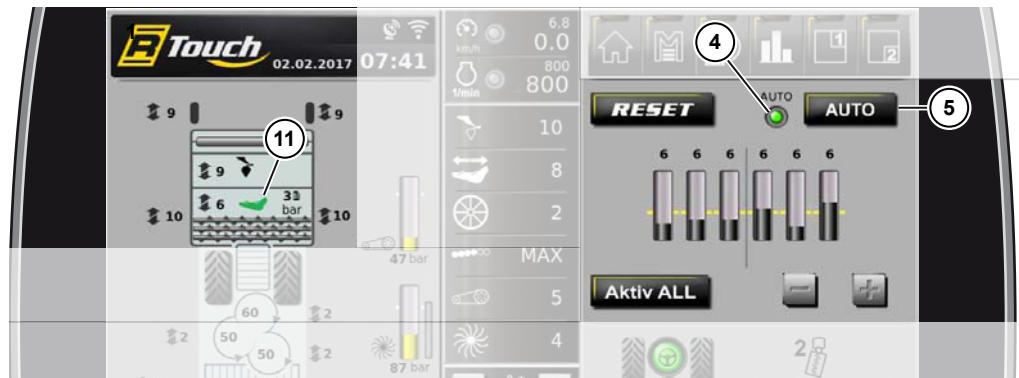 R Touch
02.02.2017 07:41
9 9
11
9
6 31 bar
10 10
47 bar
60
2
2 50 2
50
87 bar
km/h 6.8
0.0
1/min 800
800
10
8
2
MAX
5
4
1 2
4
RESET AUTO AUTO 5
6 6 6 6 6 6
Aktiv ALL - +
2